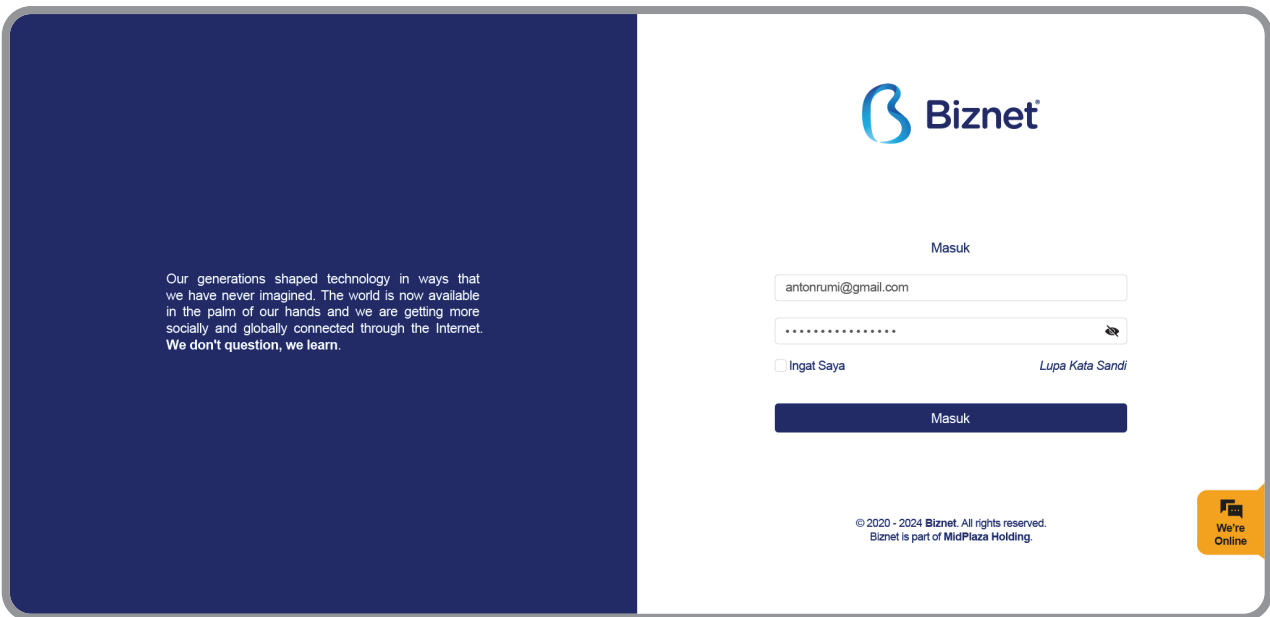 Our generations shaped technology in ways that
we have never imagined. The world is now available
in the palm of our hands and we are getting more
socially and globally connected through the Internet.
We don't question, we learn.
Biznet®
Masuk
antonrumi@gmail.com
••••••••••••••••
Ingat Saya
Lupa Kata Sandi
Masuk
© 2020 - 2024 Biznet. All rights reserved.
Biznet is part of MidPlaza Holding.
We're
Online